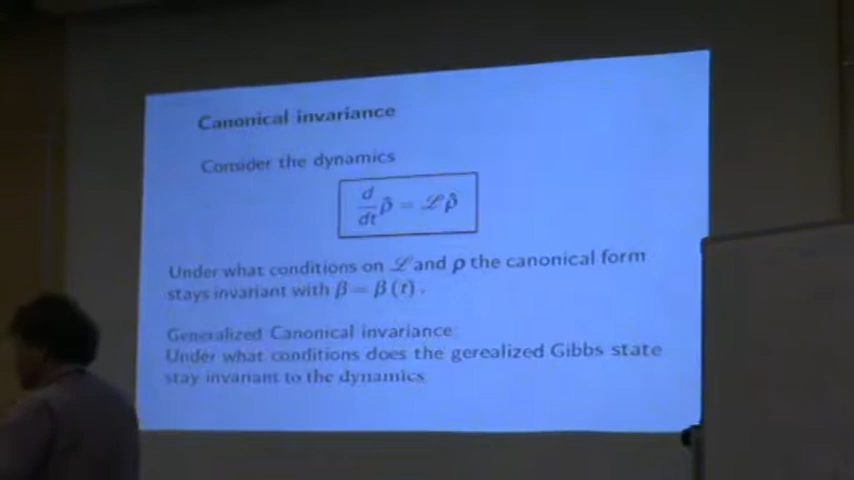 Canonical invariance
Consider the dynamics
d/dt ρ̂ = ℒ ρ̂
Under what conditions on ℒ and ρ the canonical form
stays invariant with β = β (t) .
Generalized Canonical invariance
Under what conditions does the gerealized Gibbs state
stay invariant to the dynamics